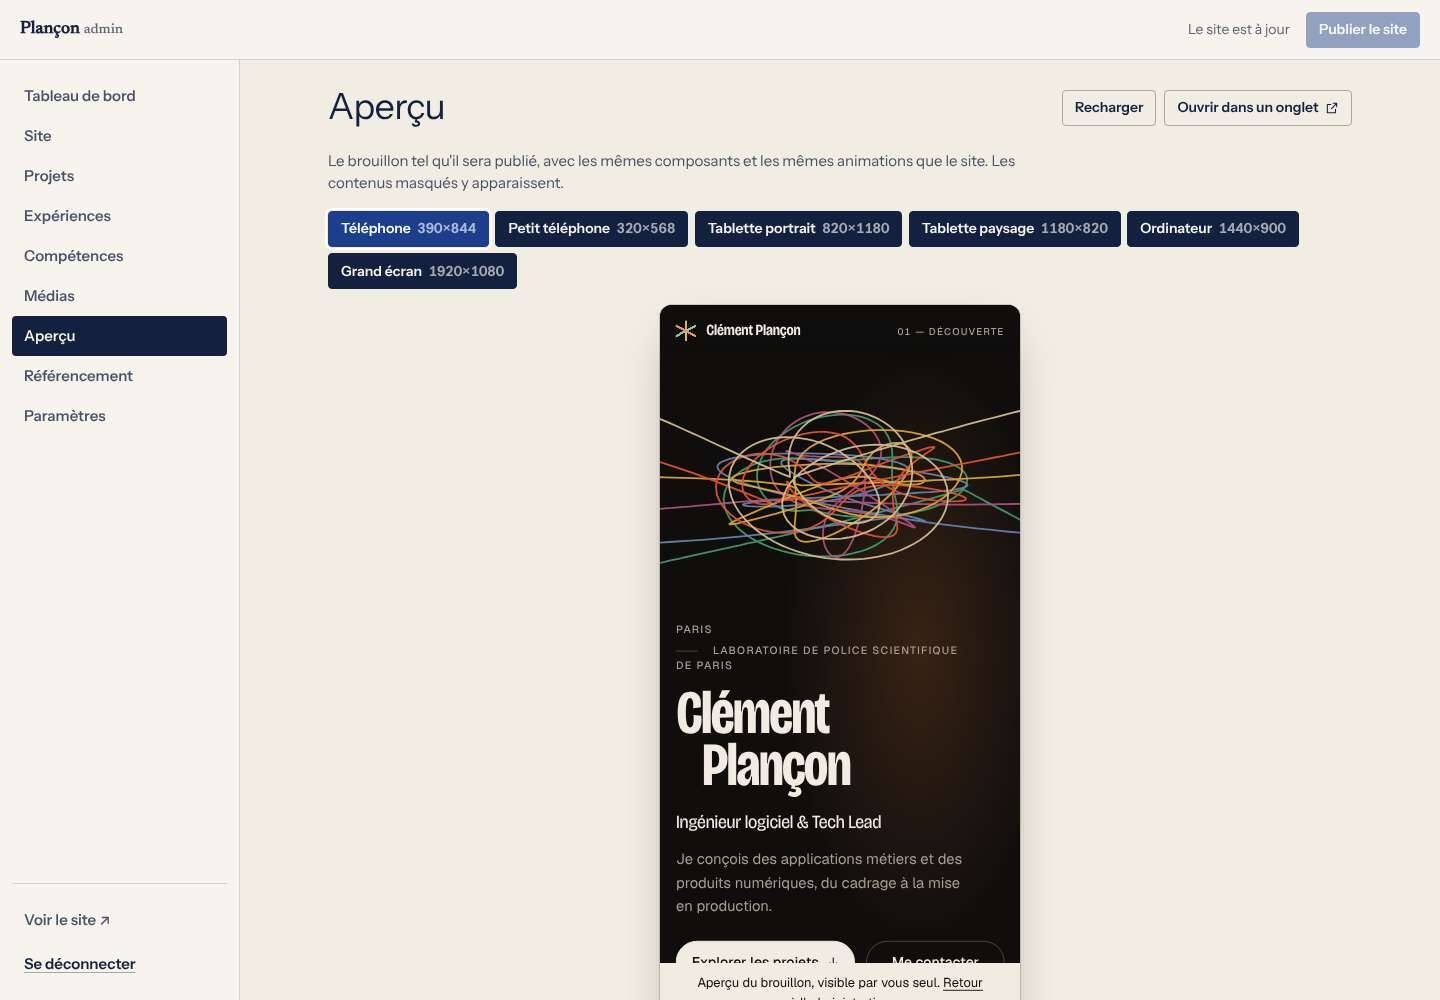 Plançon admin
Le site est à jour
Publier le site
Tableau de bord
Site
Projets
Expériences
Compétences
Médias
Aperçu
Référencement
Paramètres
Voir le site ↗
Se déconnecter
Aperçu
Recharger
Ouvrir dans un onglet
Le brouillon tel qu'il sera publié, avec les mêmes composants et les mêmes animations que le site. Les
contenus masqués y apparaissent.
Téléphone 390×844
Petit téléphone 320×568
Tablette portrait 820×1180
Tablette paysage 1180×820
Ordinateur 1440×900
Grand écran 1920×1080
Clément Plançon
01 — DÉCOUVERTE
PARIS
LABORATOIRE DE POLICE SCIENTIFIQUE
DE PARIS
Clément
Plançon
Ingénieur logiciel & Tech Lead
Je conçois des applications métiers et des
produits numériques, du cadrage à la mise
en production.
Explorer les projets ↓
Me contacter
Aperçu du brouillon, visible par vous seul. Retour